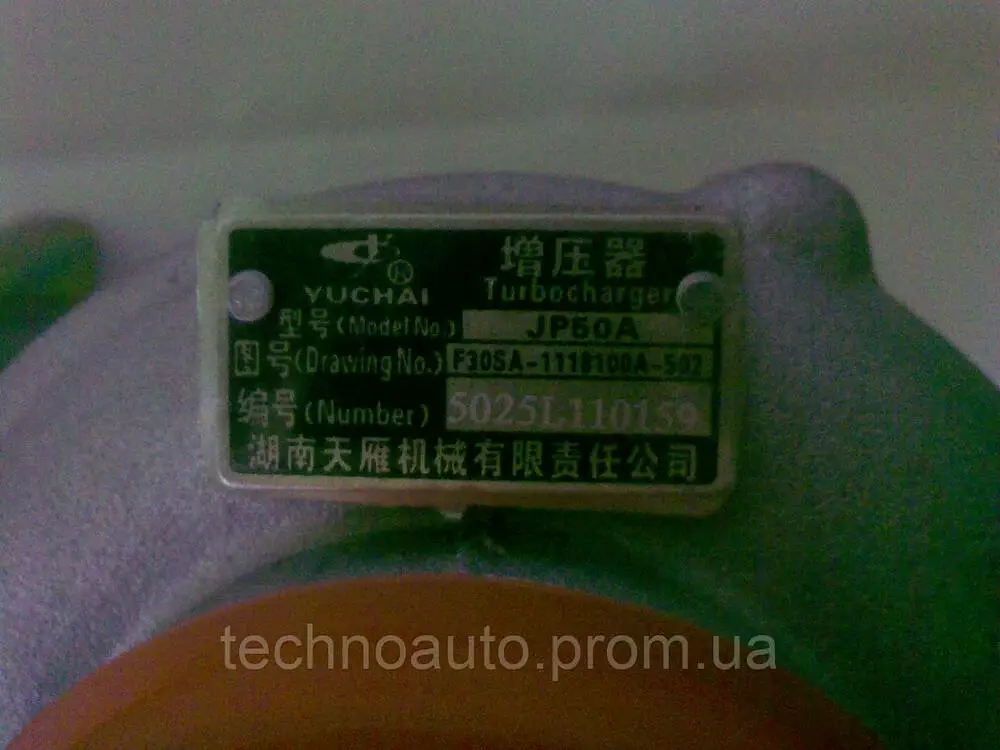 YUCHAI
增压器
Turbocharger
型号(Model No.) JP60A
图号(Drawing No.) F30SA-1118100A-502
编号(Number) 5025L110159
湖南天雁机械有限责任公司
technoauto.prom.ua